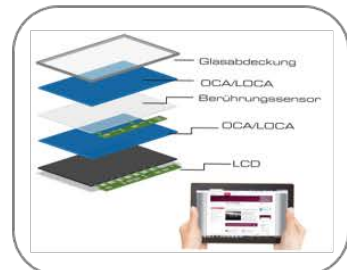 Glasabdeckung
OCA/LOCA
Berührungssensor
OCA/LOCA
LCD